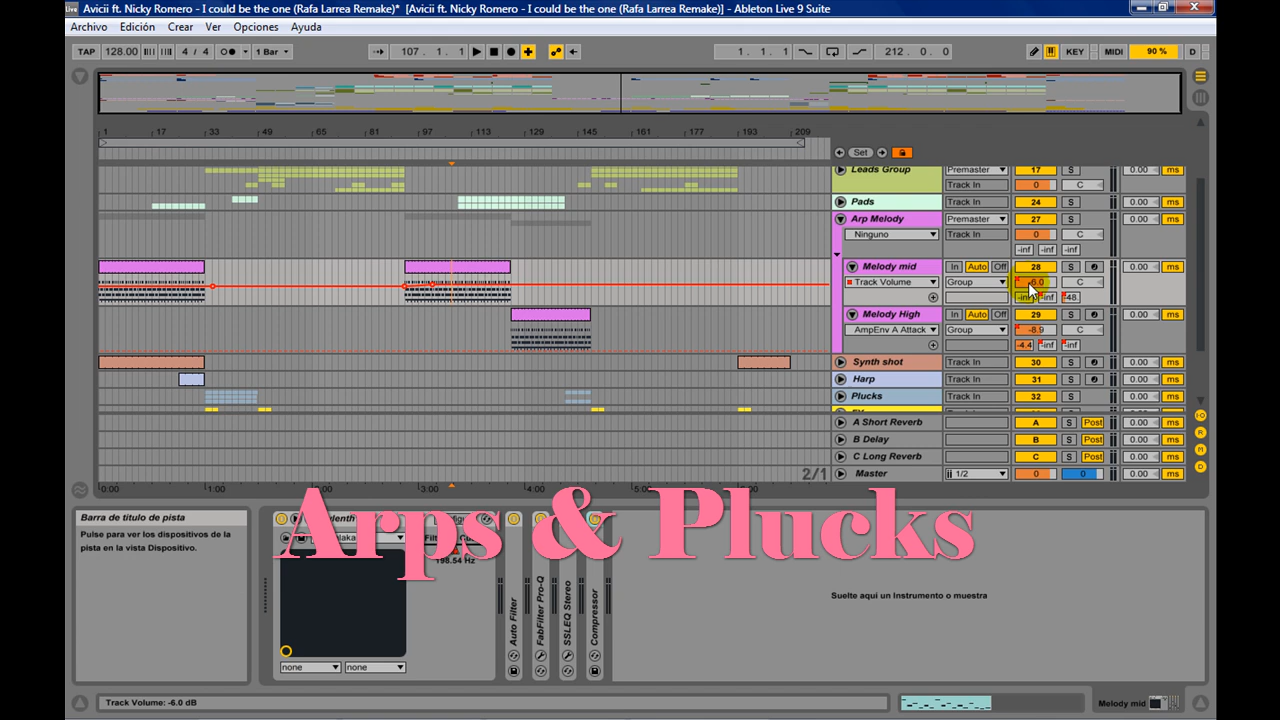 Live Avicii ft. Nicky Romero - I could be the one (Rafa Larrea Remake)* [Avicii ft. Nicky Romero - I could be the one (Rafa Larrea Remake)] - Ableton Live 9 Suite
Archivo Edición Crear Ver Opciones Ayuda
TAP 128.00 4 / 4 1 Bar 107. 1. 1 1. 1. 1 212. 0. 0 KEY MIDI 90 % D
1 17 33 49 65 81 97 113 129 145 161 177 193 209
Set
Leads Group Premaster 17 S 0.00 ms
Track In 0 C
Pads Track In 24 S 0.00 ms
Arp Melody Premaster 27 S 0.00 ms
Ninguno Track In 0 C
-inf -inf -inf
Melody mid In Auto Off 28 S 0.00 ms
Track Volume Group -6.0 C
-inf -inf -48.
Melody High In Auto Off 29 S 0.00 ms
AmpEnv A Attack Group -8.9 C
-4.4 -inf -inf
Synth shot Track In 30 S 0.00 ms
Harp Track In 31 S 0.00 ms
Plucks Track In 32 S 0.00 ms
A Short Reverb A S Post 0.00 ms
B Delay B S Post 0.00 ms
C Long Reverb C S Post 0.00 ms
2/1 Master 1/2 0 0 0.00 ms
0:00 1:00 3:00 4:00 5:00
Arps & Plucks
Barra de título de pista
Pulse para ver los dispositivos de la
pista en la vista Dispositivo.
198.54 Hz
none none
Auto Filter
FabFilter Pro-Q
SSLEQ Stereo
Compressor
Suelte aquí un Instrumento o muestra
Track Volume: -6.0 dB
Melody mid